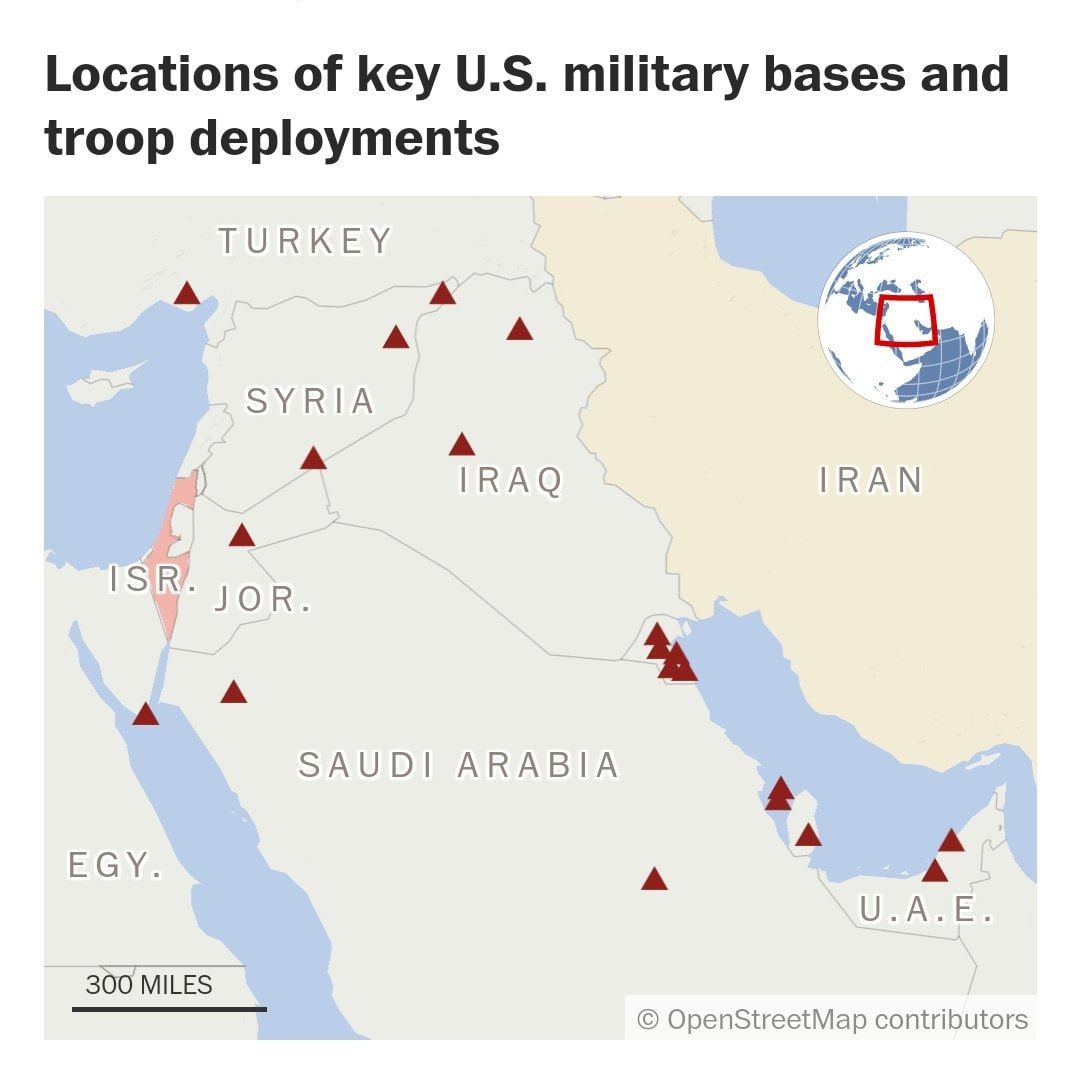 Locations of key U.S. military bases and
troop deployments
TURKEY
SYRIA
IRAQ
IRAN
ISR.
JOR.
SAUDI ARABIA
EGY.
U.A.E.
300 MILES
© OpenStreetMap contributors